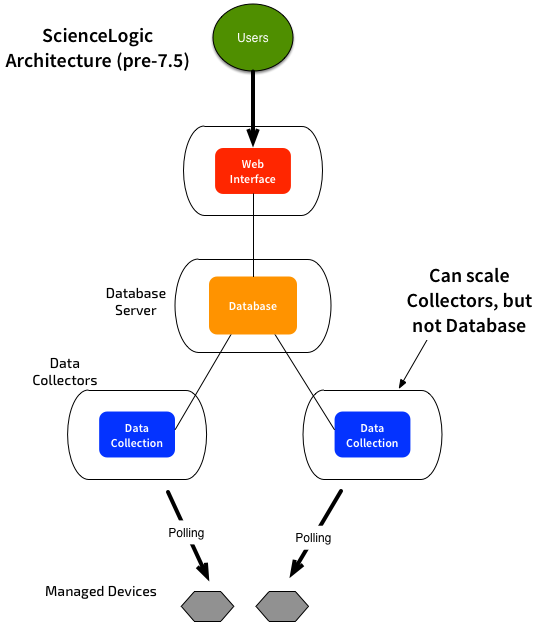 ScienceLogic
Architecture (pre-7.5)
Users
Web
Interface
Database
Server
Database
Can scale
Collectors, but
not Database
Data
Collectors
Data
Collection
Data
Collection
Polling
Polling
Managed Devices